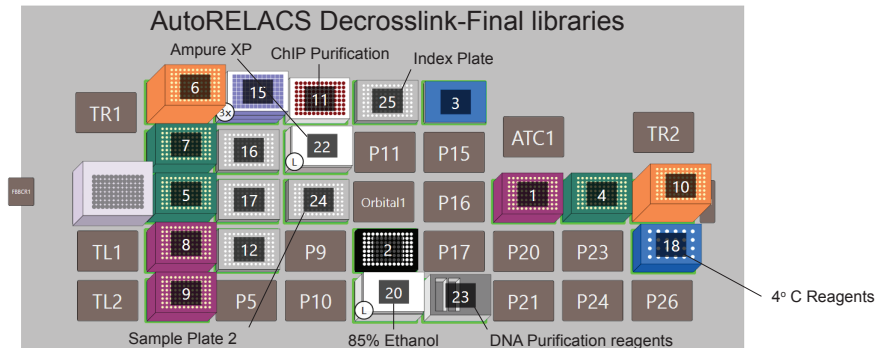 AutoRELACS Decrosslink-Final libraries
Ampure XP
ChIP Purification
Index Plate
6
15
11
25
3
3x
TR1
7
16
22
L
P11
P15
ATC1
TR2
FBBCR1
5
17
24
Orbital1
P16
1
4
10
TL1
8
12
P9
2
P17
P20
P23
18
TL2
9
P5
P10
L
20
23
P21
P24
P26
4° C Reagents
Sample Plate 2
85% Ethanol
DNA Purification reagents